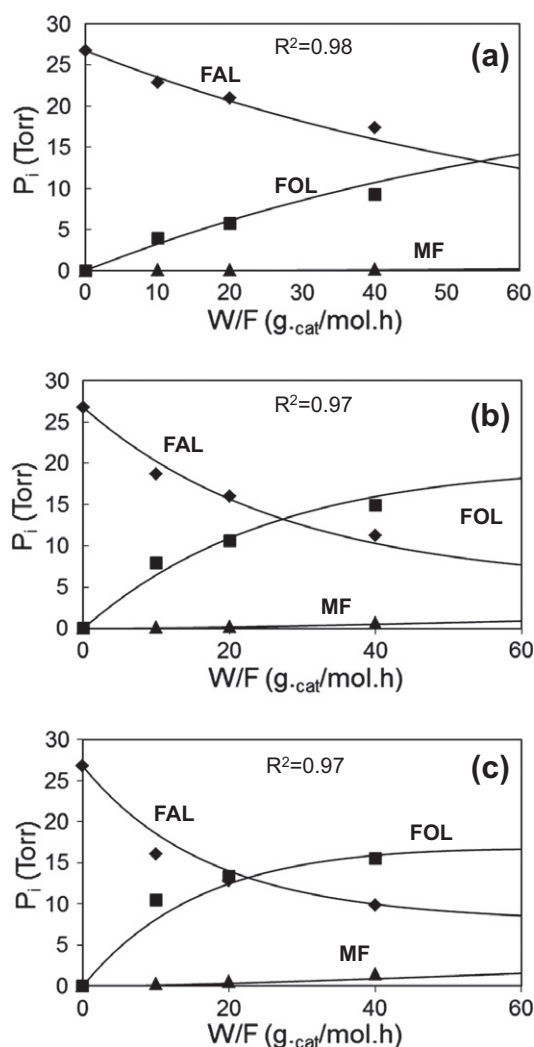 30
25
20
15
10
5
0
P_i (Torr)
R²=0.98
(a)
FAL
FOL
MF
0 10 20 30 40 50 60
W/F (g.cat/mol.h)
30
25
20
15
10
5
0
P_i (Torr)
R²=0.97
(b)
FAL
FOL
MF
0 20 40 60
W/F (g.cat/mol.h)
30
25
20
15
10
5
0
P_i (Torr)
R²=0.97
(c)
FAL
FOL
MF
0 20 40 60
W/F (g.cat/mol.h)